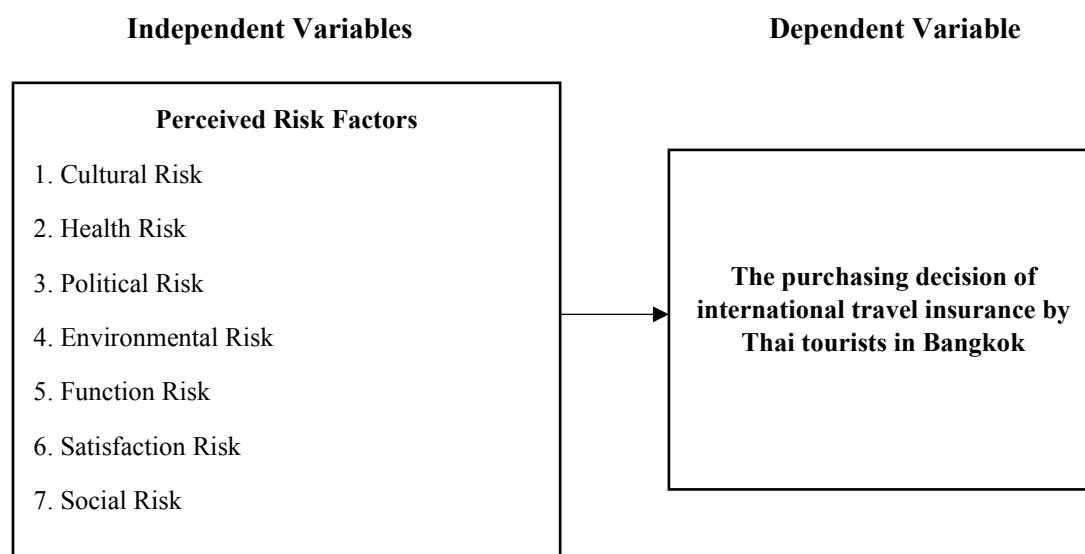 Independent Variables
Dependent Variable
Perceived Risk Factors
1. Cultural Risk
2. Health Risk
3. Political Risk
4. Environmental Risk
5. Function Risk
6. Satisfaction Risk
7. Social Risk
The purchasing decision of
international travel insurance by
Thai tourists in Bangkok